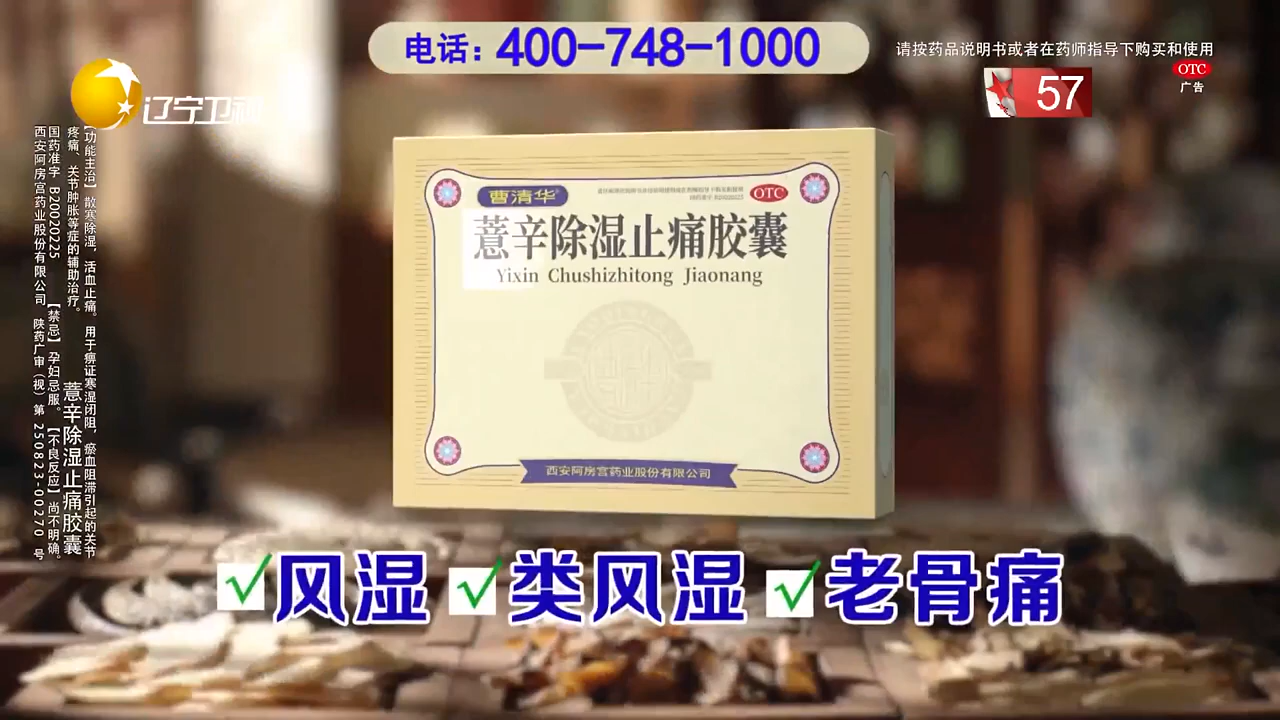 电话：400-748-1000
请按药品说明书或者在药师指导下购买和使用
OTC
广告
57
辽宁卫视
【功能主治】散寒除湿，活血止痛。用于痹证寒湿闭阻，瘀血阻滞引起的关节
疼痛、关节肿胀等症的辅助治疗。
薏辛除湿止痛胶囊
国药准字 B20020225 【禁忌】孕妇忌服。【不良反应】尚不明确。
西安阿房宫药业股份有限公司 陕药广审（视）第 250823-00270 号
曹清华
OTC
薏辛除湿止痛胶囊
Yixin Chushizhitong Jiaonang
西安阿房宫药业股份有限公司
风湿 类风湿 老骨痛